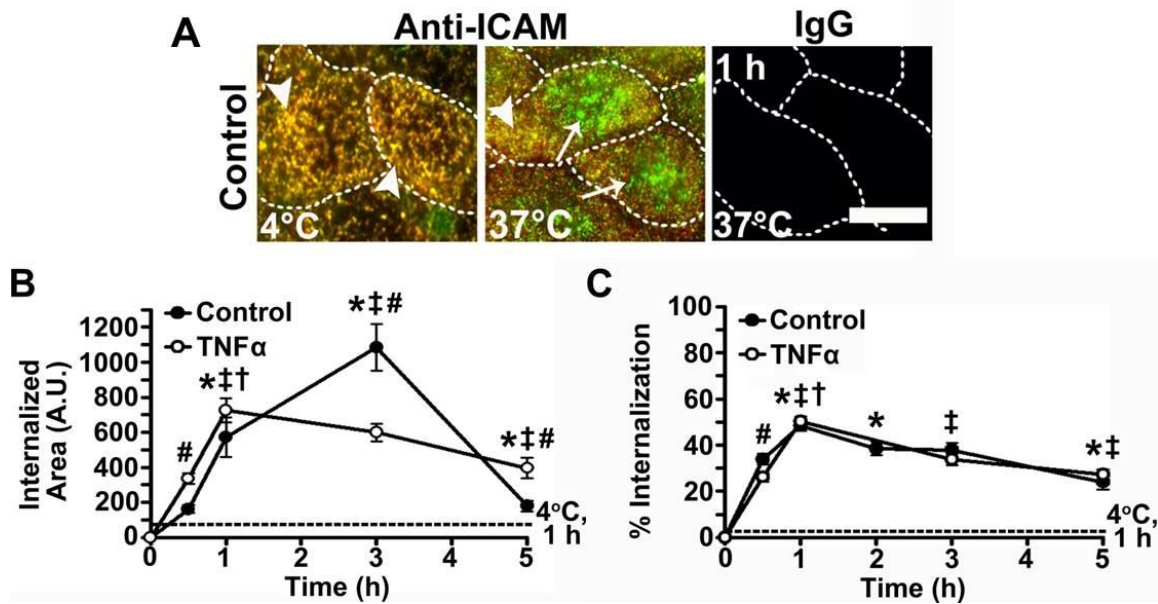 A
Anti-ICAM
IgG
Control
4°C
37°C
1 h
37°C
B
Internalized
Area (A.U.)
1200
1000
800
600
400
200
0
Control
TNFα
#
*‡†
*‡#
*‡#
4°C,
1 h
0 1 2 3 4 5
Time (h)
C
% Internalization
100
80
60
40
20
0
Control
TNFα
#
*‡†
*
‡
*‡
4°C,
1 h
0 1 2 3 4 5
Time (h)